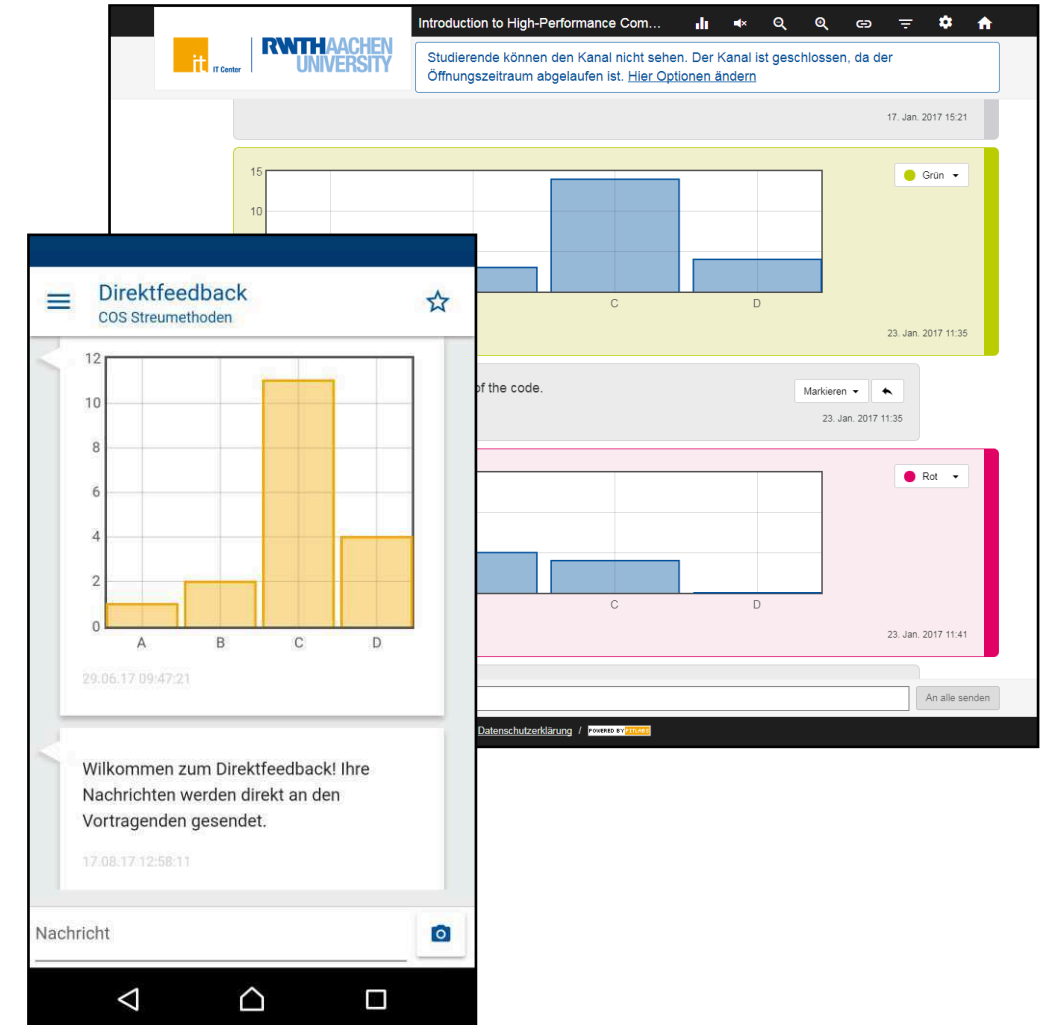 Introduction to High-Performance Com...
it IT Center
RWTHAACHEN
UNIVERSITY
Studierende können den Kanal nicht sehen. Der Kanal ist geschlossen, da der
Öffnungszeitraum abgelaufen ist. Hier Optionen ändern
17. Jan. 2017 15:21
15
10
Grün
C D
23. Jan. 2017 11:35
of the code.
Markieren
23. Jan. 2017 11:35
Rot
C D
23. Jan. 2017 11:41
An alle senden
Datenschutzerklärung / POWERED BY FITLABS
Direktfeedback
COS Streumethoden
12
10
8
6
4
2
0
A B C D
29.06.17 09:47:21
Wilkommen zum Direktfeedback! Ihre
Nachrichten werden direkt an den
Vortragenden gesendet.
17.08.17 12:58:11
Nachricht